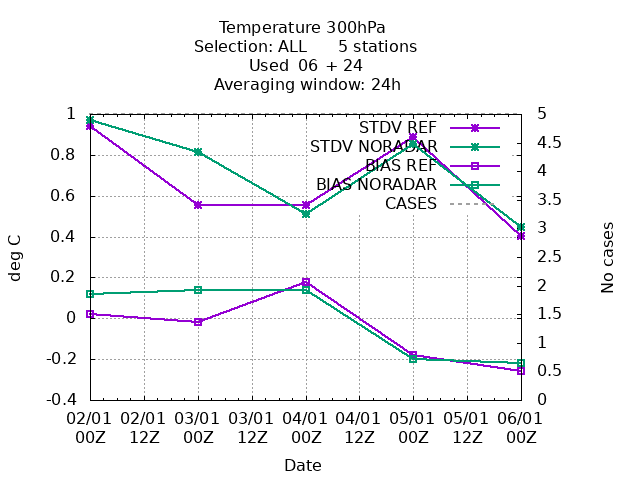 Temperature 300hPa
Selection: ALL      5 stations
Used  06 + 24
Averaging window: 24h
1
0.8
0.6
0.4
0.2
0
-0.2
-0.4
deg C
5
4.5
4
3.5
3
2.5
2
1.5
1
0.5
0
No cases
STDV REF
STDV NORADAR
BIAS REF
BIAS NORADAR
CASES
02/01 02/01 03/01 03/01 04/01 04/01 05/01 05/01 06/01
00Z 12Z 00Z 12Z 00Z 12Z 00Z 12Z 00Z
Date